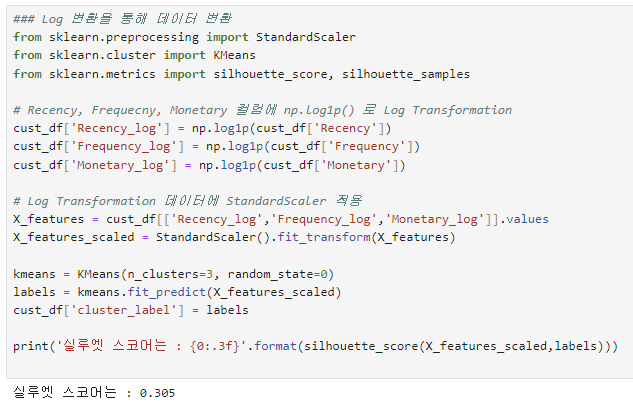 ### Log 변환을 통해 데이터 변환
from sklearn.preprocessing import StandardScaler
from sklearn.cluster import KMeans
from sklearn.metrics import silhouette_score, silhouette_samples
# Recency, Frequecny, Monetary 컬럼에 np.log1p() 로 Log Transformation
cust_df['Recency_log'] = np.log1p(cust_df['Recency'])
cust_df['Frequency_log'] = np.log1p(cust_df['Frequency'])
cust_df['Monetary_log'] = np.log1p(cust_df['Monetary'])
# Log Transformation 데이터에 StandardScaler 적용
X_features = cust_df[['Recency_log','Frequency_log','Monetary_log']].values
X_features_scaled = StandardScaler().fit_transform(X_features)
kmeans = KMeans(n_clusters=3, random_state=0)
labels = kmeans.fit_predict(X_features_scaled)
cust_df['cluster_label'] = labels
print('실루엣 스코어는 : {0:.3f}'.format(silhouette_score(X_features_scaled,labels)))
실루엣 스코어는 : 0.305